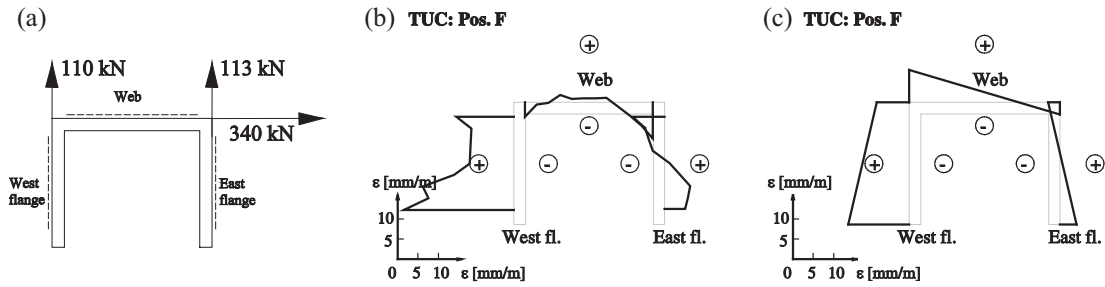 (a)
110 kN
113 kN
Web
340 kN
West
flange
East
flange
(b) TUC: Pos. F
+
Web
-
+
-
-
+
ε [mm/m]
10
5
0 5 10 ε [mm/m]
West fl.
East fl.
(c) TUC: Pos. F
+
Web
-
+
-
-
+
ε [mm/m]
10
5
0 5 10 ε [mm/m]
West fl.
East fl.